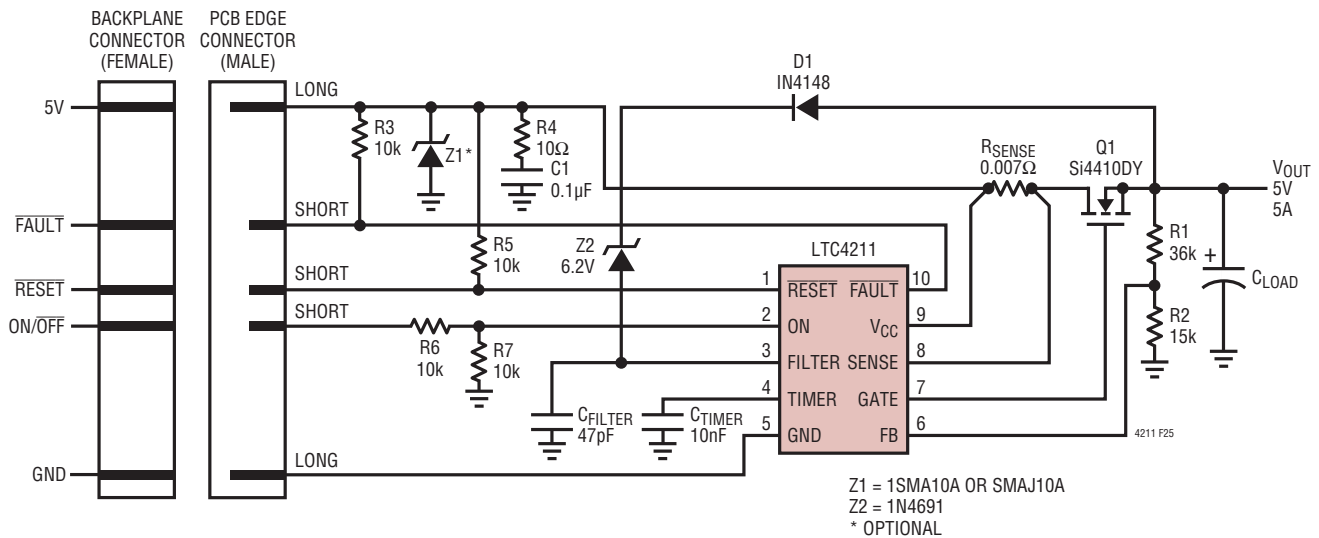 BACKPLANE
CONNECTOR
(FEMALE)
PCB EDGE
CONNECTOR
(MALE)
5V
LONG
R3
10k
Z1*
R4
10Ω
C1
0.1µF
D1
IN4148
RSENSE
0.007Ω
Q1
Si4410DY
VOUT
5V
5A
FAULT
SHORT
R5
10k
Z2
6.2V
LTC4211
R1
36k
+
CLOAD
RESET
SHORT
1
RESET
FAULT
10
ON/OFF
SHORT
R6
10k
R7
10k
2
ON
VCC
9
R2
15k
3
FILTER
SENSE
8
CFILTER
47pF
CTIMER
10nF
4
TIMER
GATE
7
5
GND
FB
6
4211 F25
GND
LONG
Z1 = 1SMA10A OR SMAJ10A
Z2 = 1N4691
* OPTIONAL